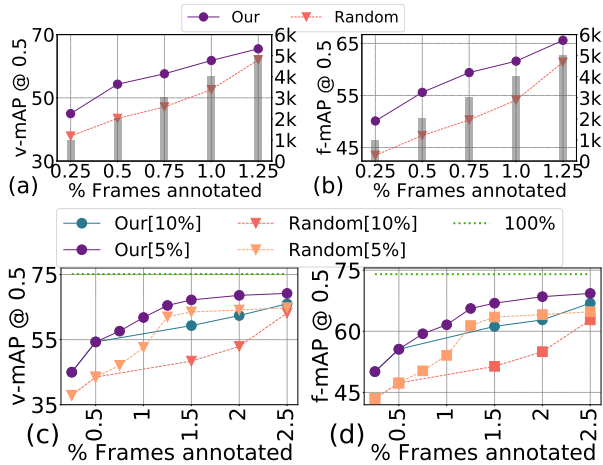 Our Random
70
50
30
v-mAP @ 0.5
6k
5k
4k
3k
2k
1k
0
0.25 0.5 0.75 1.0 1.25
% Frames annotated
(a)
65
55
45
f-mAP @ 0.5
6k
5k
4k
3k
2k
1k
0
0.25 0.5 0.75 1.0 1.25
% Frames annotated
(b)
Our[10%] Random[10%] 100%
Our[5%] Random[5%]
75
55
35
v-mAP @ 0.5
0.5 1 1.5 2 2.5
% Frames annotated
(c)
75
60
45
f-mAP @ 0.5
0.5 1 1.5 2 2.5
% Frames annotated
(d)